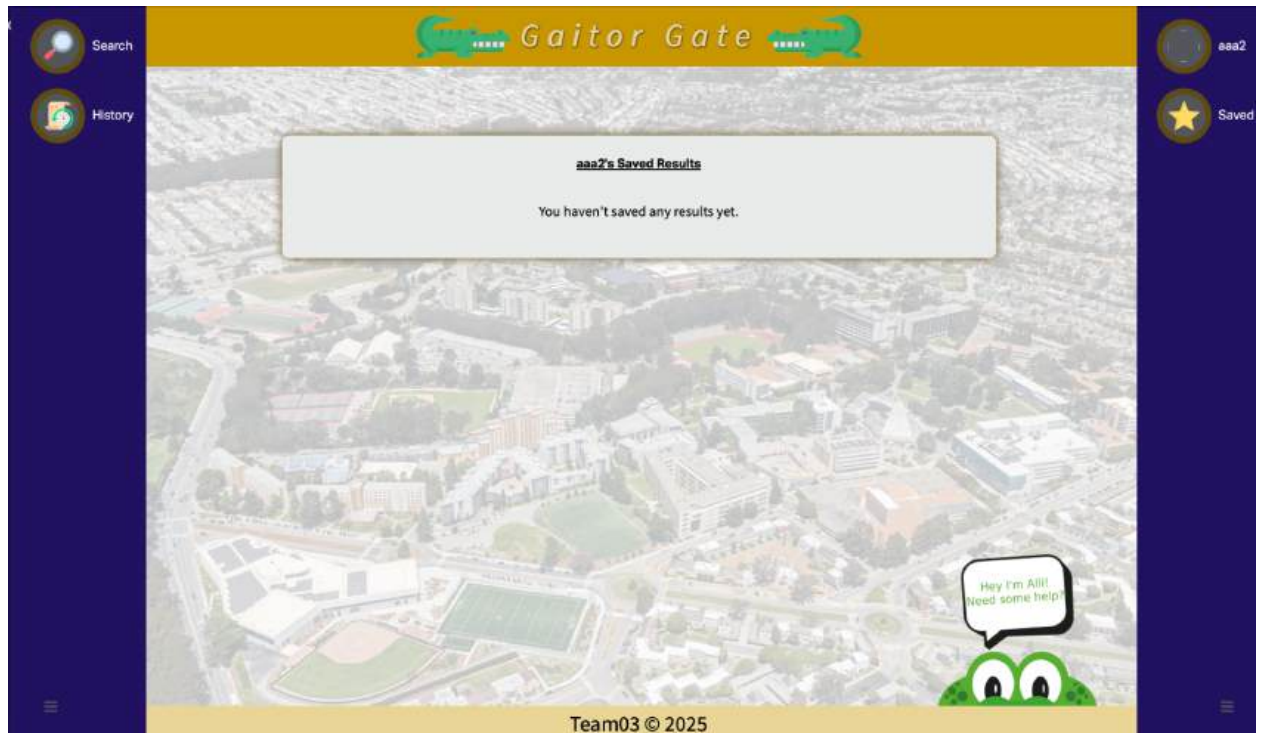 Search
History
Gaitor Gate
aaa2
Saved
aaa2's Saved Results
You haven't saved any results yet.
Hey I'm Alli!
Need some help?
Team03 © 2025